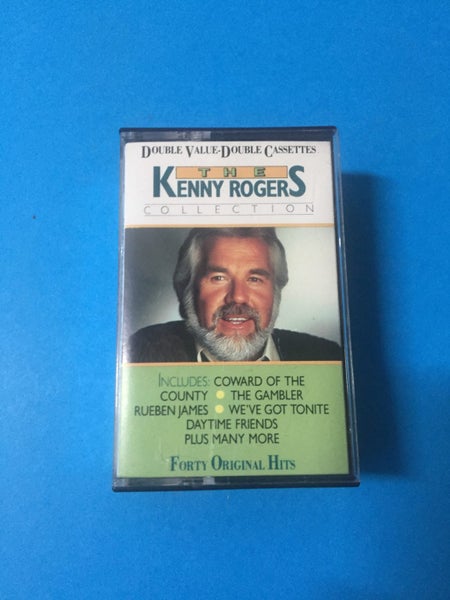 DOUBLE VALUE-DOUBLE CASSETTES
THE
KENNY ROGERS
COLLECTION
INCLUDES: COWARD OF THE
COUNTY • THE GAMBLER
RUEBEN JAMES • WE'VE GOT TONITE
DAYTIME FRIENDS
PLUS MANY MORE
FORTY ORIGINAL HITS